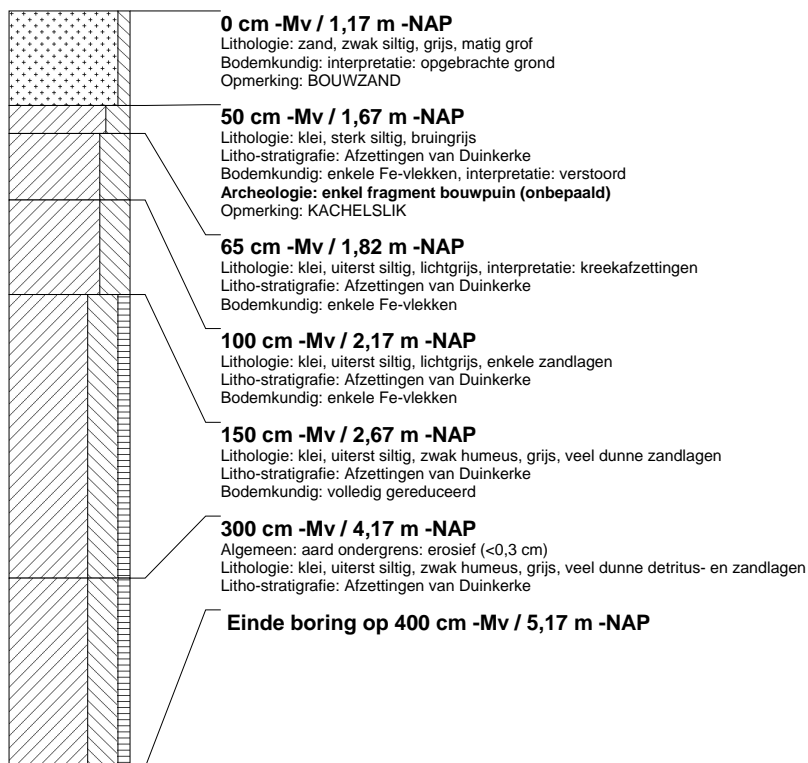 0 cm -Mv / 1,17 m -NAP
Lithologie: zand, zwak siltig, grijs, matig grof
Bodemkundig: interpretatie: opgebrachte grond
Opmerking: BOUWZAND
50 cm -Mv / 1,67 m -NAP
Lithologie: klei, sterk siltig, bruingrijs
Litho-stratigrafie: Afzettingen van Duinkerke
Bodemkundig: enkele Fe-vlekken, interpretatie: verstoord
Archeologie: enkel fragment bouwpuin (onbepaald)
Opmerking: KACHELSLIK
65 cm -Mv / 1,82 m -NAP
Lithologie: klei, uiterst siltig, lichtgrijs, interpretatie: kreekafzettingen
Litho-stratigrafie: Afzettingen van Duinkerke
Bodemkundig: enkele Fe-vlekken
100 cm -Mv / 2,17 m -NAP
Lithologie: klei, uiterst siltig, lichtgrijs, enkele zandlagen
Litho-stratigrafie: Afzettingen van Duinkerke
Bodemkundig: enkele Fe-vlekken
150 cm -Mv / 2,67 m -NAP
Lithologie: klei, uiterst siltig, zwak humeus, grijs, veel dunne zandlagen
Litho-stratigrafie: Afzettingen van Duinkerke
Bodemkundig: volledig gereduceerd
300 cm -Mv / 4,17 m -NAP
Algemeen: aard ondergrens: erosief (<0,3 cm)
Lithologie: klei, uiterst siltig, zwak humeus, grijs, veel dunne detritus- en zandlagen
Litho-stratigrafie: Afzettingen van Duinkerke
Einde boring op 400 cm -Mv / 5,17 m -NAP